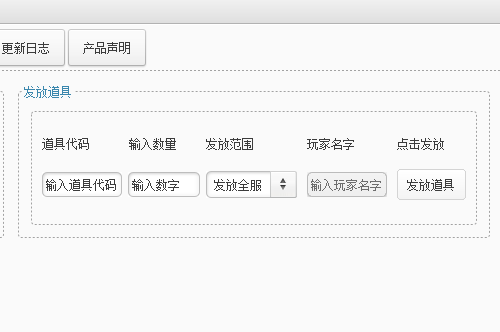 更新日志 产品声明
发放道具
道具代码 输入数量 发放范围 玩家名字 点击发放
输入道具代码 输入数字 发放全服 输入玩家名字 发放道具